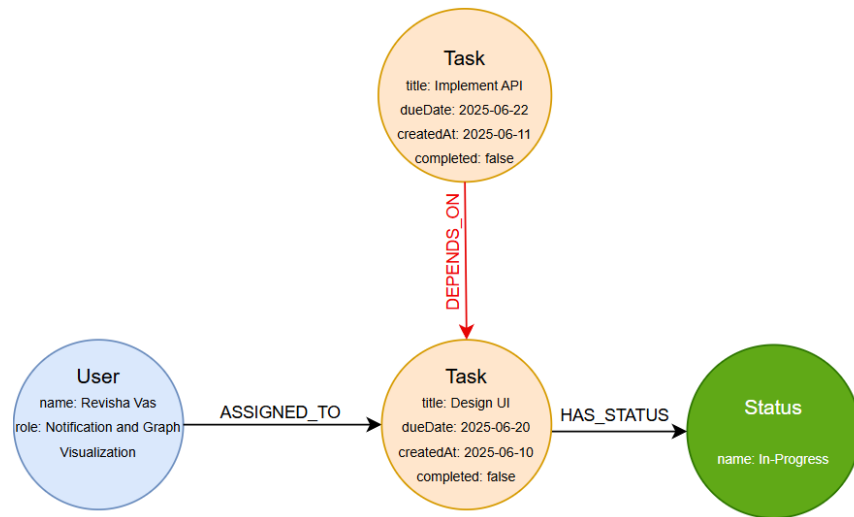 Task
title: Implement API
dueDate: 2025-06-22
createdAt: 2025-06-11
completed: false
DEPENDS_ON
User
name: Revisha Vas
role: Notification and Graph
Visualization
ASSIGNED_TO
Task
title: Design UI
dueDate: 2025-06-20
createdAt: 2025-06-10
completed: false
HAS_STATUS
Status
name: In-Progress